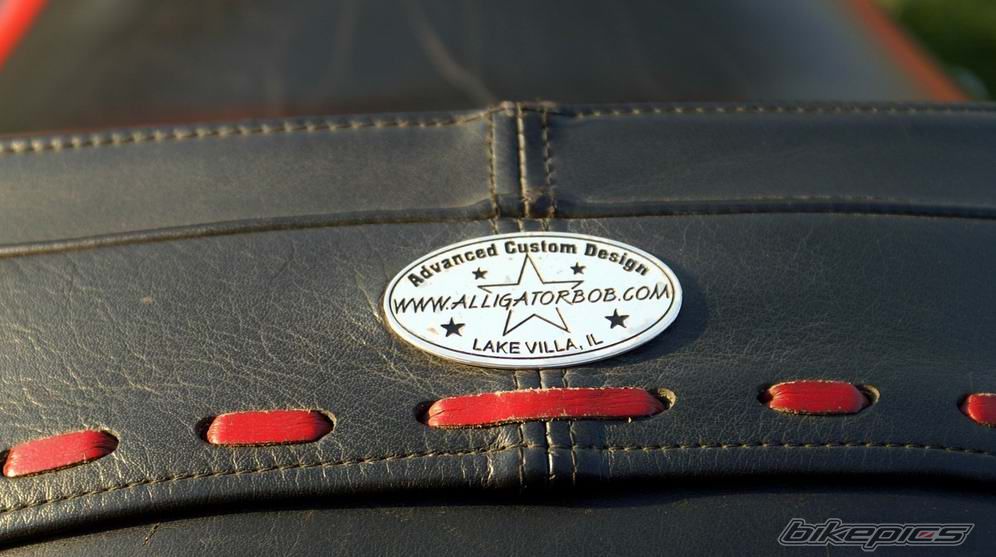 Advanced Custom Design
WWW.ALLIGATORBOB.COM
LAKE VILLA, IL
bikepics